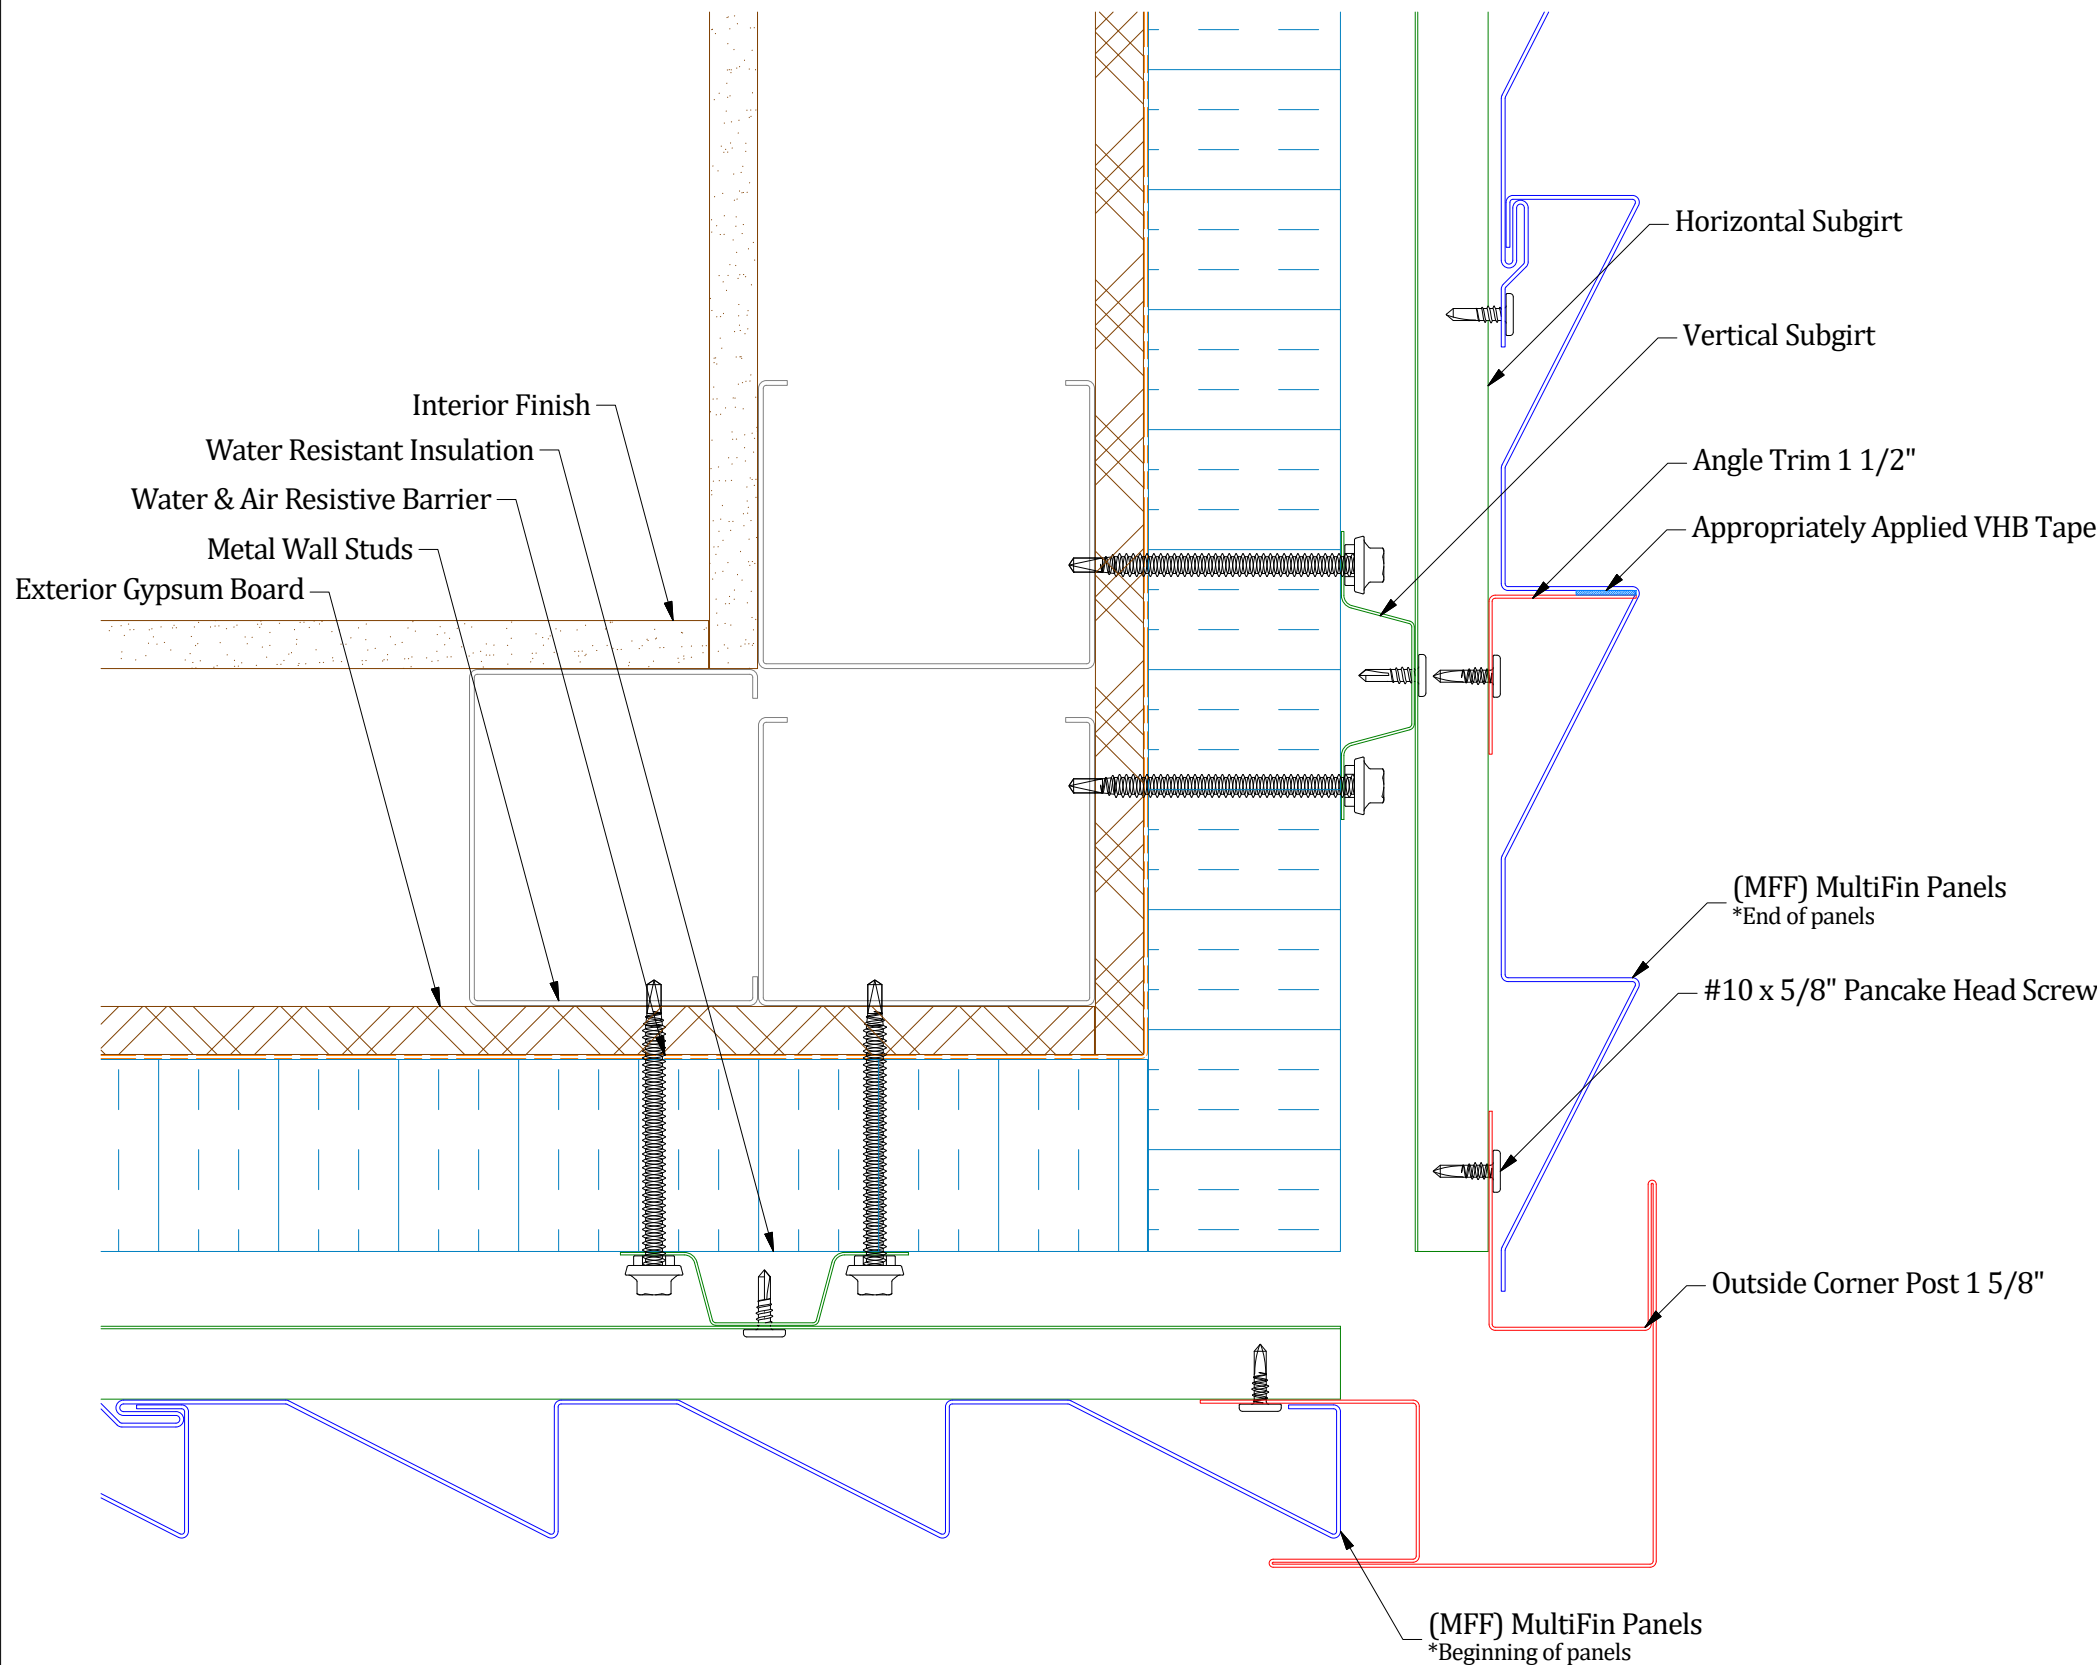 Horizontal Subgirt
Vertical Subgirt
Interior Finish
Water Resistant Insulation
Water & Air Resistive Barrier
Metal Wall Studs
Exterior Gypsum Board
Angle Trim 1 1/2"
Appropriately Applied VHB Tape
(MFF) MultiFin Panels
*End of panels
#10 x 5/8" Pancake Head Screw
Outside Corner Post 1 5/8"
(MFF) MultiFin Panels
*Beginning of panels